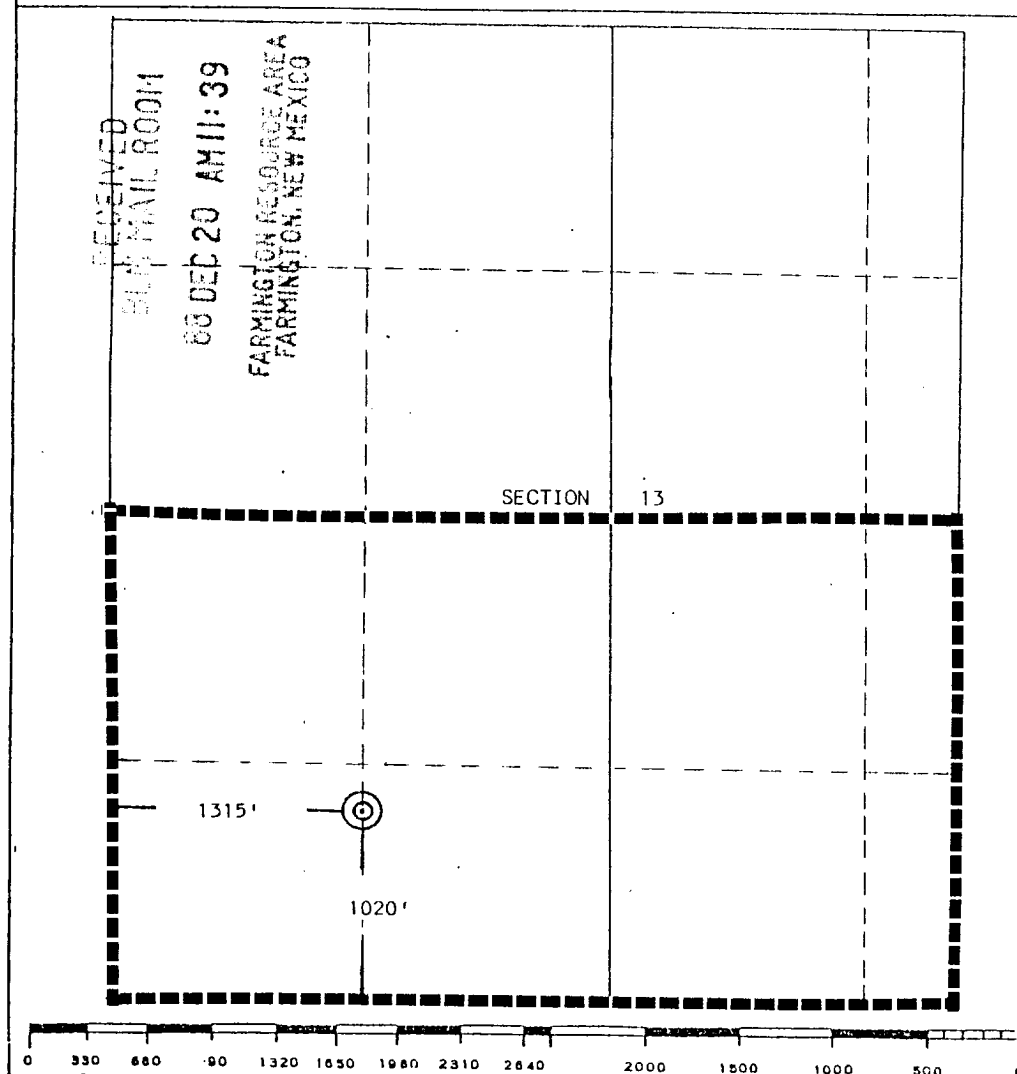 RECEIVED
BLM MAIL ROOM
88 DEC 20 AM 11:39
FARMINGTON RESOURCE AREA
FARMINGTON, NEW MEXICO
SECTION 13
1315'
1020'
0 330 660 90 1320 1650 1980 2310 2640 2000 1500 1000 500